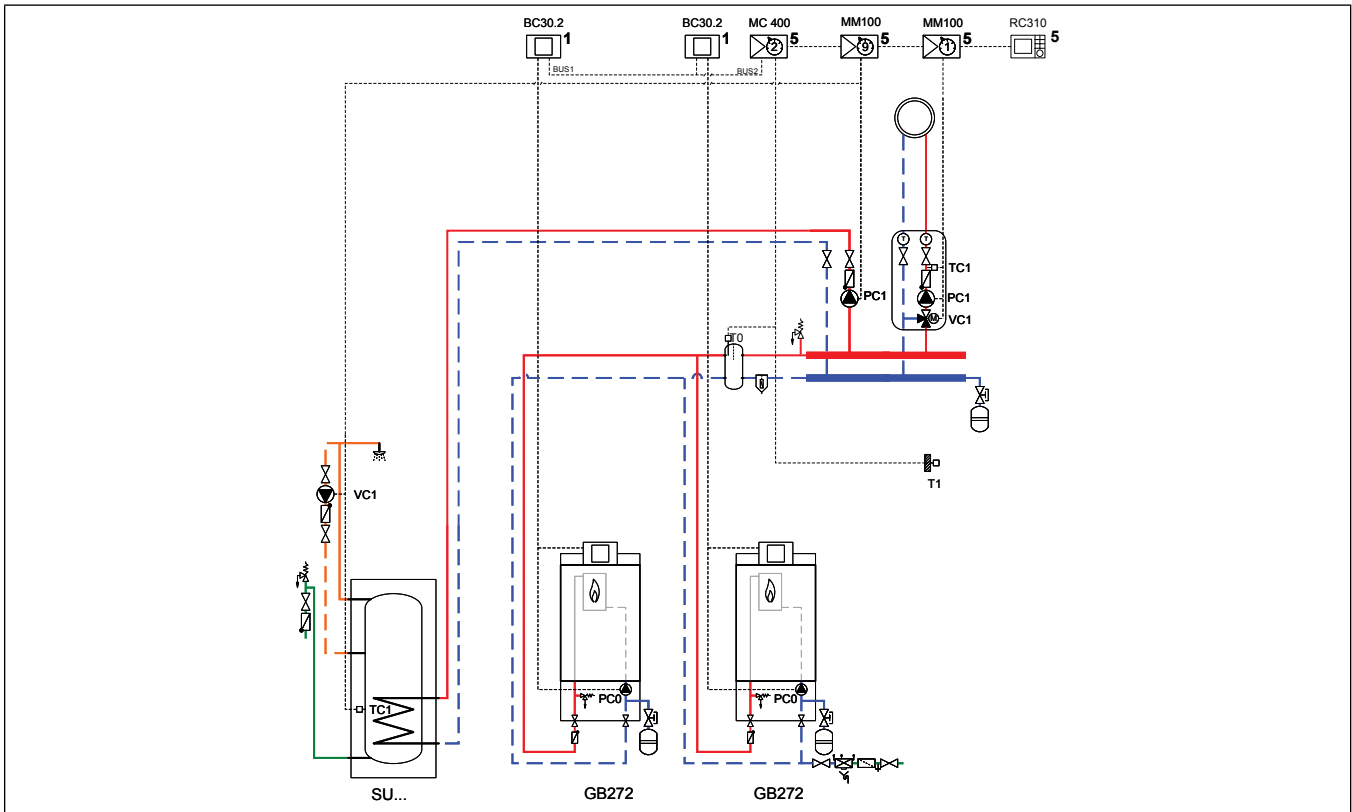 BC30.2 BC30.2 MC 400 MM100 MM100 RC310
1 1 2 5 9 5 1 5 5
BUS1 BUS2
T T
TC1
PC1 PC1
M VC1
T0
T1
VC1
PC0 PC0
TC1
SU... GB272 GB272